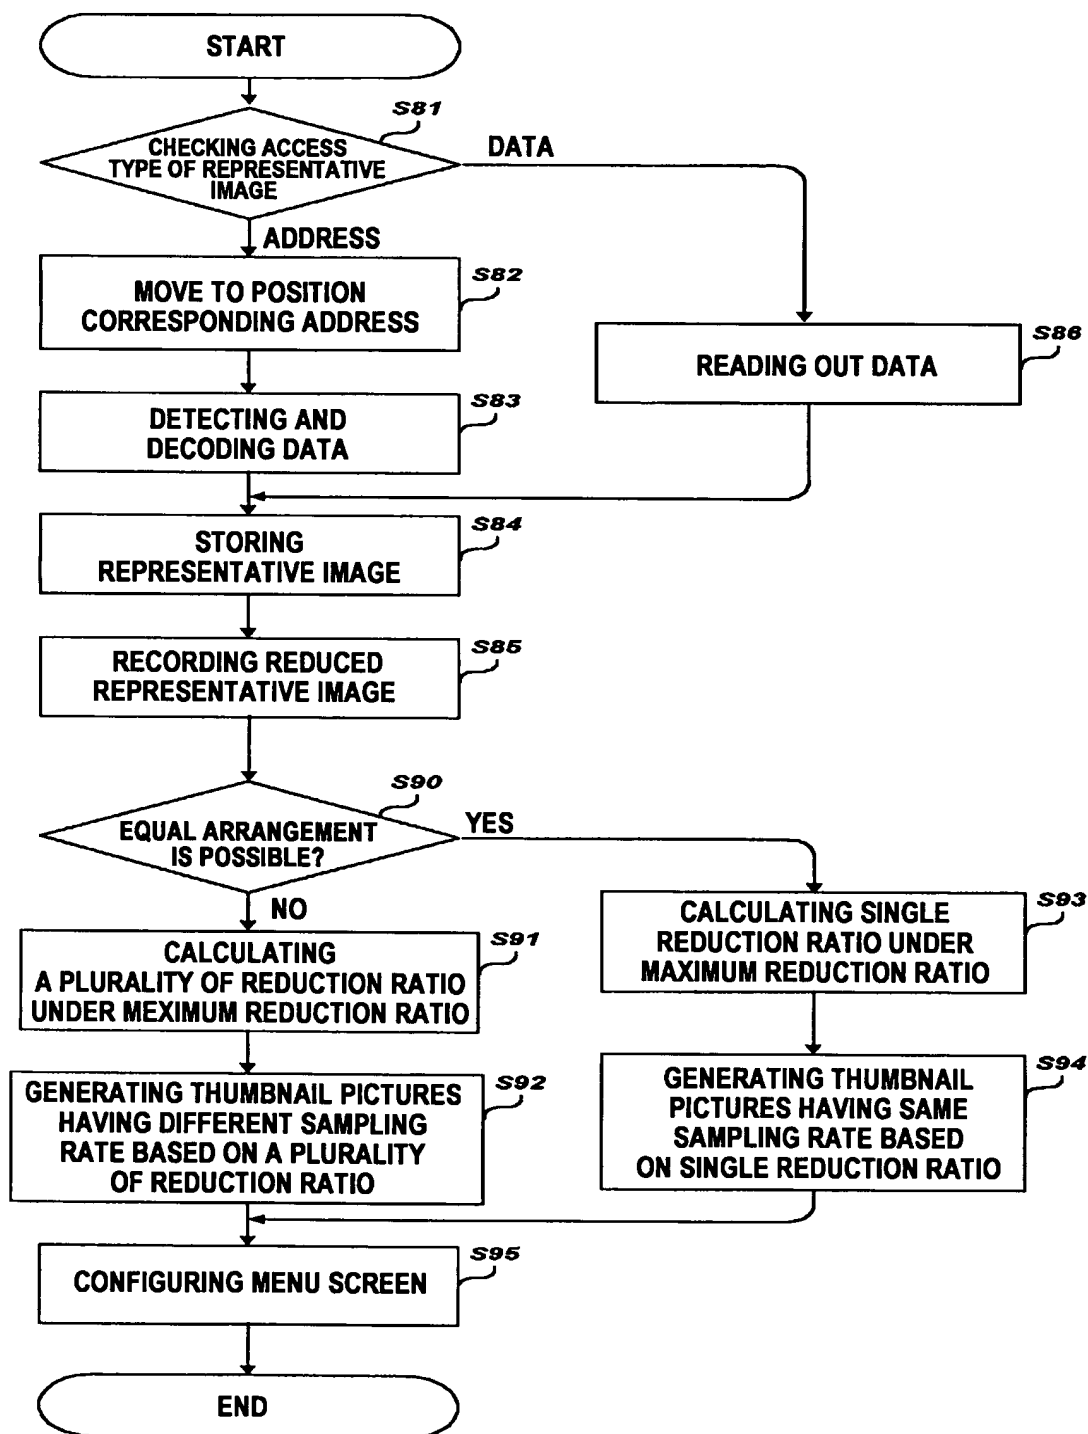 START
S81
CHECKING ACCESS
TYPE OF REPRESENTATIVE
IMAGE
DATA
ADDRESS
S82
MOVE TO POSITION
CORRESPONDING ADDRESS
S86
READING OUT DATA
S83
DETECTING AND
DECODING DATA
S84
STORING
REPRESENTATIVE IMAGE
S85
RECORDING REDUCED
REPRESENTATIVE IMAGE
S90
EQUAL ARRANGEMENT
IS POSSIBLE?
YES
NO
S91
CALCULATING
A PLURALITY OF REDUCTION RATIO
UNDER MEXIMUM REDUCTION RATIO
S93
CALCULATING SINGLE
REDUCTION RATIO UNDER
MAXIMUM REDUCTION RATIO
S92
GENERATING THUMBNAIL PICTURES
HAVING DIFFERENT SAMPLING
RATE BASED ON A PLURALITY
OF REDUCTION RATIO
S94
GENERATING THUMBNAIL
PICTURES HAVING SAME
SAMPLING RATE BASED
ON SINGLE REDUCTION RATIO
S95
CONFIGURING MENU SCREEN
END